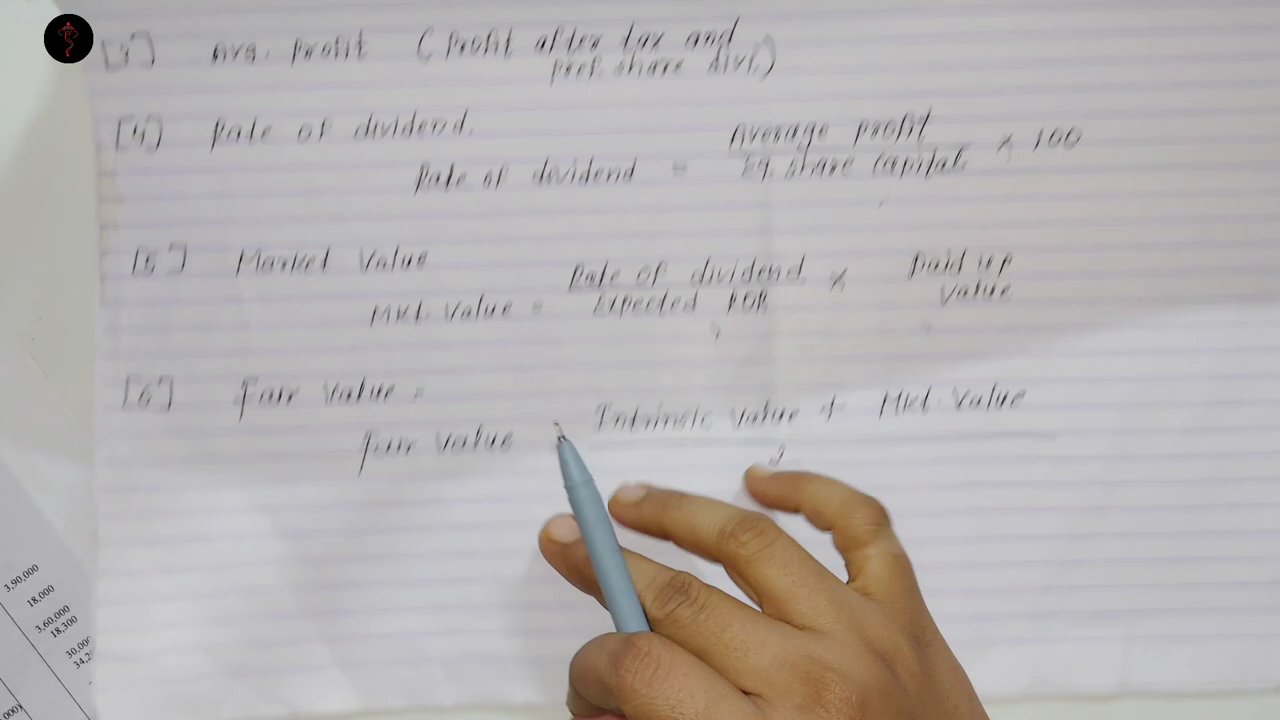 [3] Avg. Profit (Profit after tax and
pref. share divi.)
[4] Rate of dividend.
Rate of dividend = Average profit
Eq. share capital × 100
[5] Market Value
Mkt. Value = Rate of dividend × Paid up
Expected ROR value
[6] Fair Value =
Fair Value Intrinsic value + Mkt. Value
2
3,90,000
18,000
3,60,000
18,300
30,000